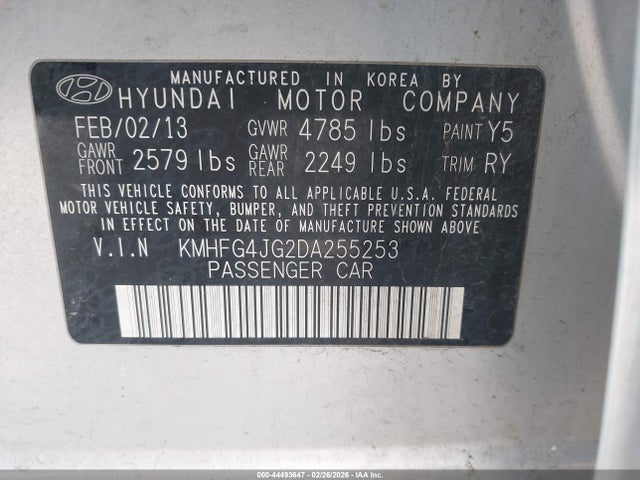 MANUFACTURED IN KOREA BY
HYUNDAI MOTOR COMPANY
FEB/02/13 GVWR 4785 lbs PAINT Y5
GAWR FRONT 2579 lbs GAWR REAR 2249 lbs TRIM RY
THIS VEHICLE CONFORMS TO ALL APPLICABLE U.S.A. FEDERAL
MOTOR VEHICLE SAFETY, BUMPER, AND THEFT PREVENTION STANDARDS
IN EFFECT ON THE DATE OF MANUFACTURE SHOWN ABOVE.
V.I.N KMHFG4JG2DA255253
PASSENGER CAR
000-44493647 - 02/26/2026 - IAA Inc.